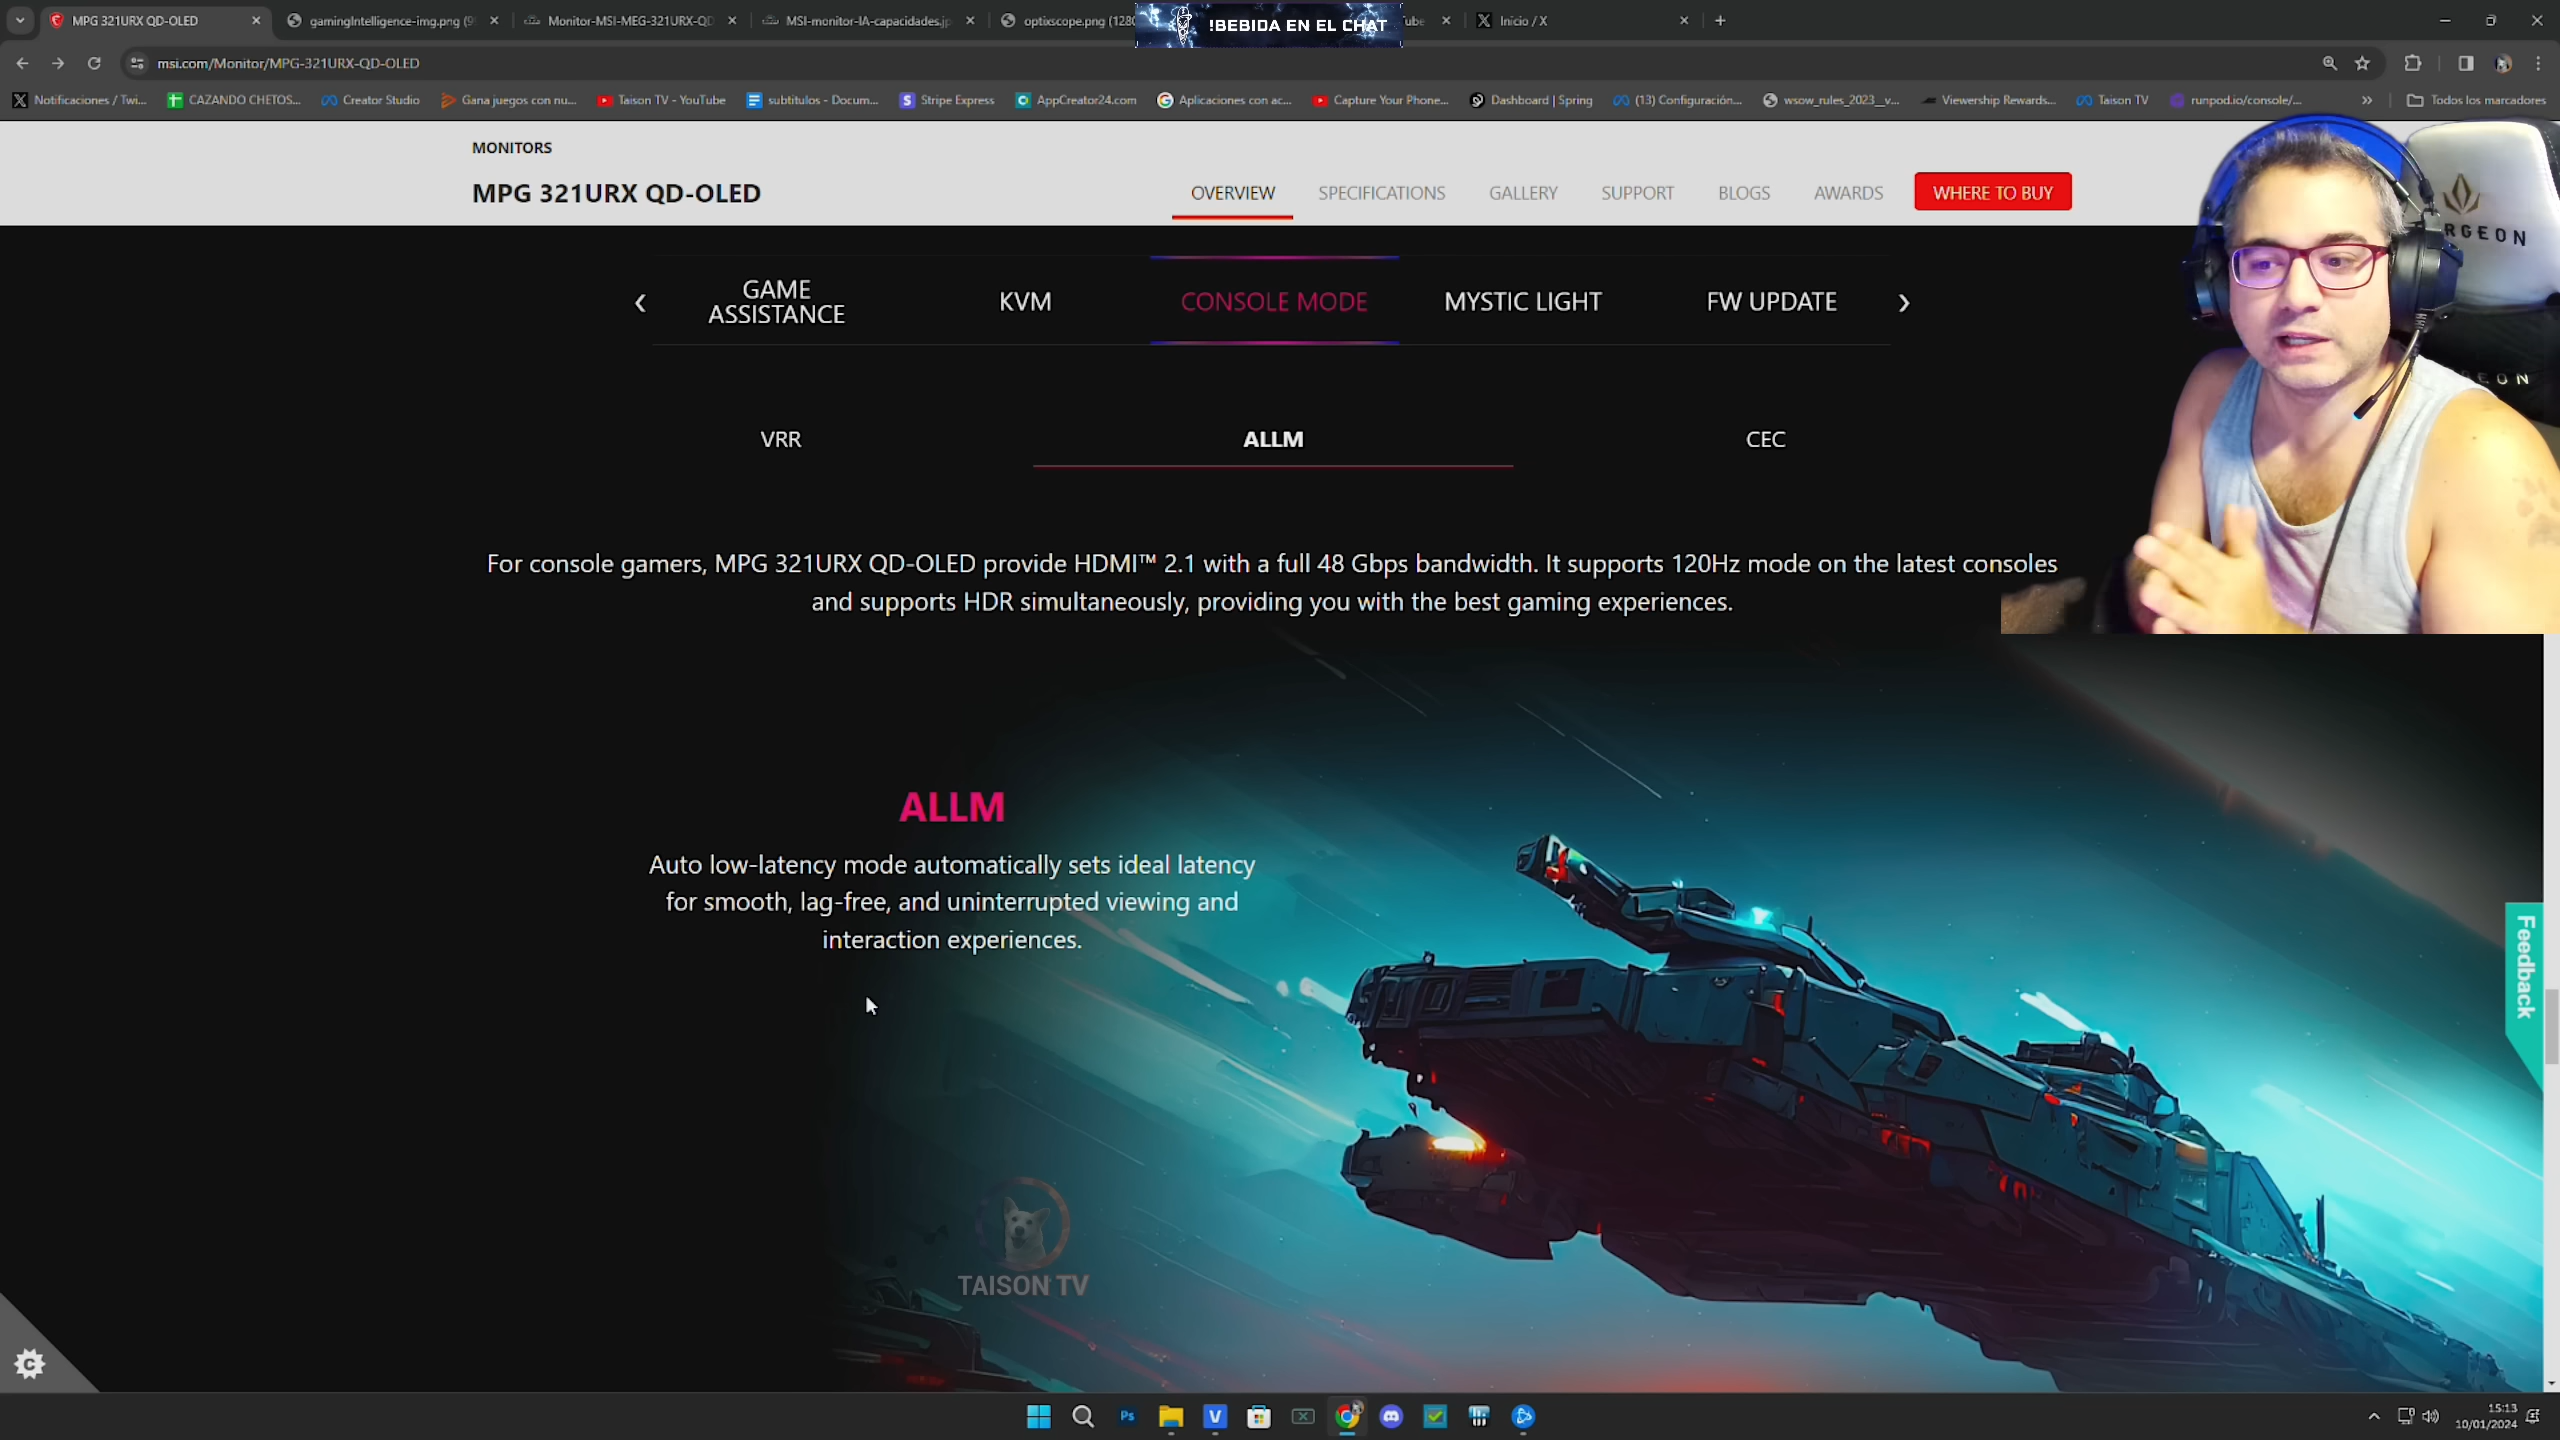 MPG 321URX QD-OLED
gamingIntelligence-img.png (9
Monitor-MSI-MEG-321URX-QD
MSI-monitor-IA-capacidades.jp
optixscope.png (1280
!BEBIDA EN EL CHAT
ube
Inicio / X
msi.com/Monitor/MPG-321URX-QD-OLED
Notificaciones / Twi...
CAZANDO CHETOS...
Creator Studio
Gana juegos con nu...
Taison TV - YouTube
subtitulos - Docum...
Stripe Express
AppCreator24.com
Aplicaciones con ac...
Capture Your Phone...
Dashboard | Spring
(13) Configuración...
wsow_rules_2023__v...
Viewership Rewards...
Taison TV
runpod.io/console/...
Todos los marcadores
MONITORS
MPG 321URX QD-OLED
OVERVIEW
SPECIFICATIONS
GALLERY
SUPPORT
BLOGS
AWARDS
WHERE TO BUY
RGEON
EON
GAME
ASSISTANCE
KVM
CONSOLE MODE
MYSTIC LIGHT
FW UPDATE
VRR
ALLM
CEC
For console gamers, MPG 321URX QD-OLED provide HDMI™ 2.1 with a full 48 Gbps bandwidth. It supports 120Hz mode on the latest consoles
and supports HDR simultaneously, providing you with the best gaming experiences.
ALLM
Auto low-latency mode automatically sets ideal latency
for smooth, lag-free, and uninterrupted viewing and
interaction experiences.
Feedback
TAISON TV
C
Ps
V
15:13
10/01/2024